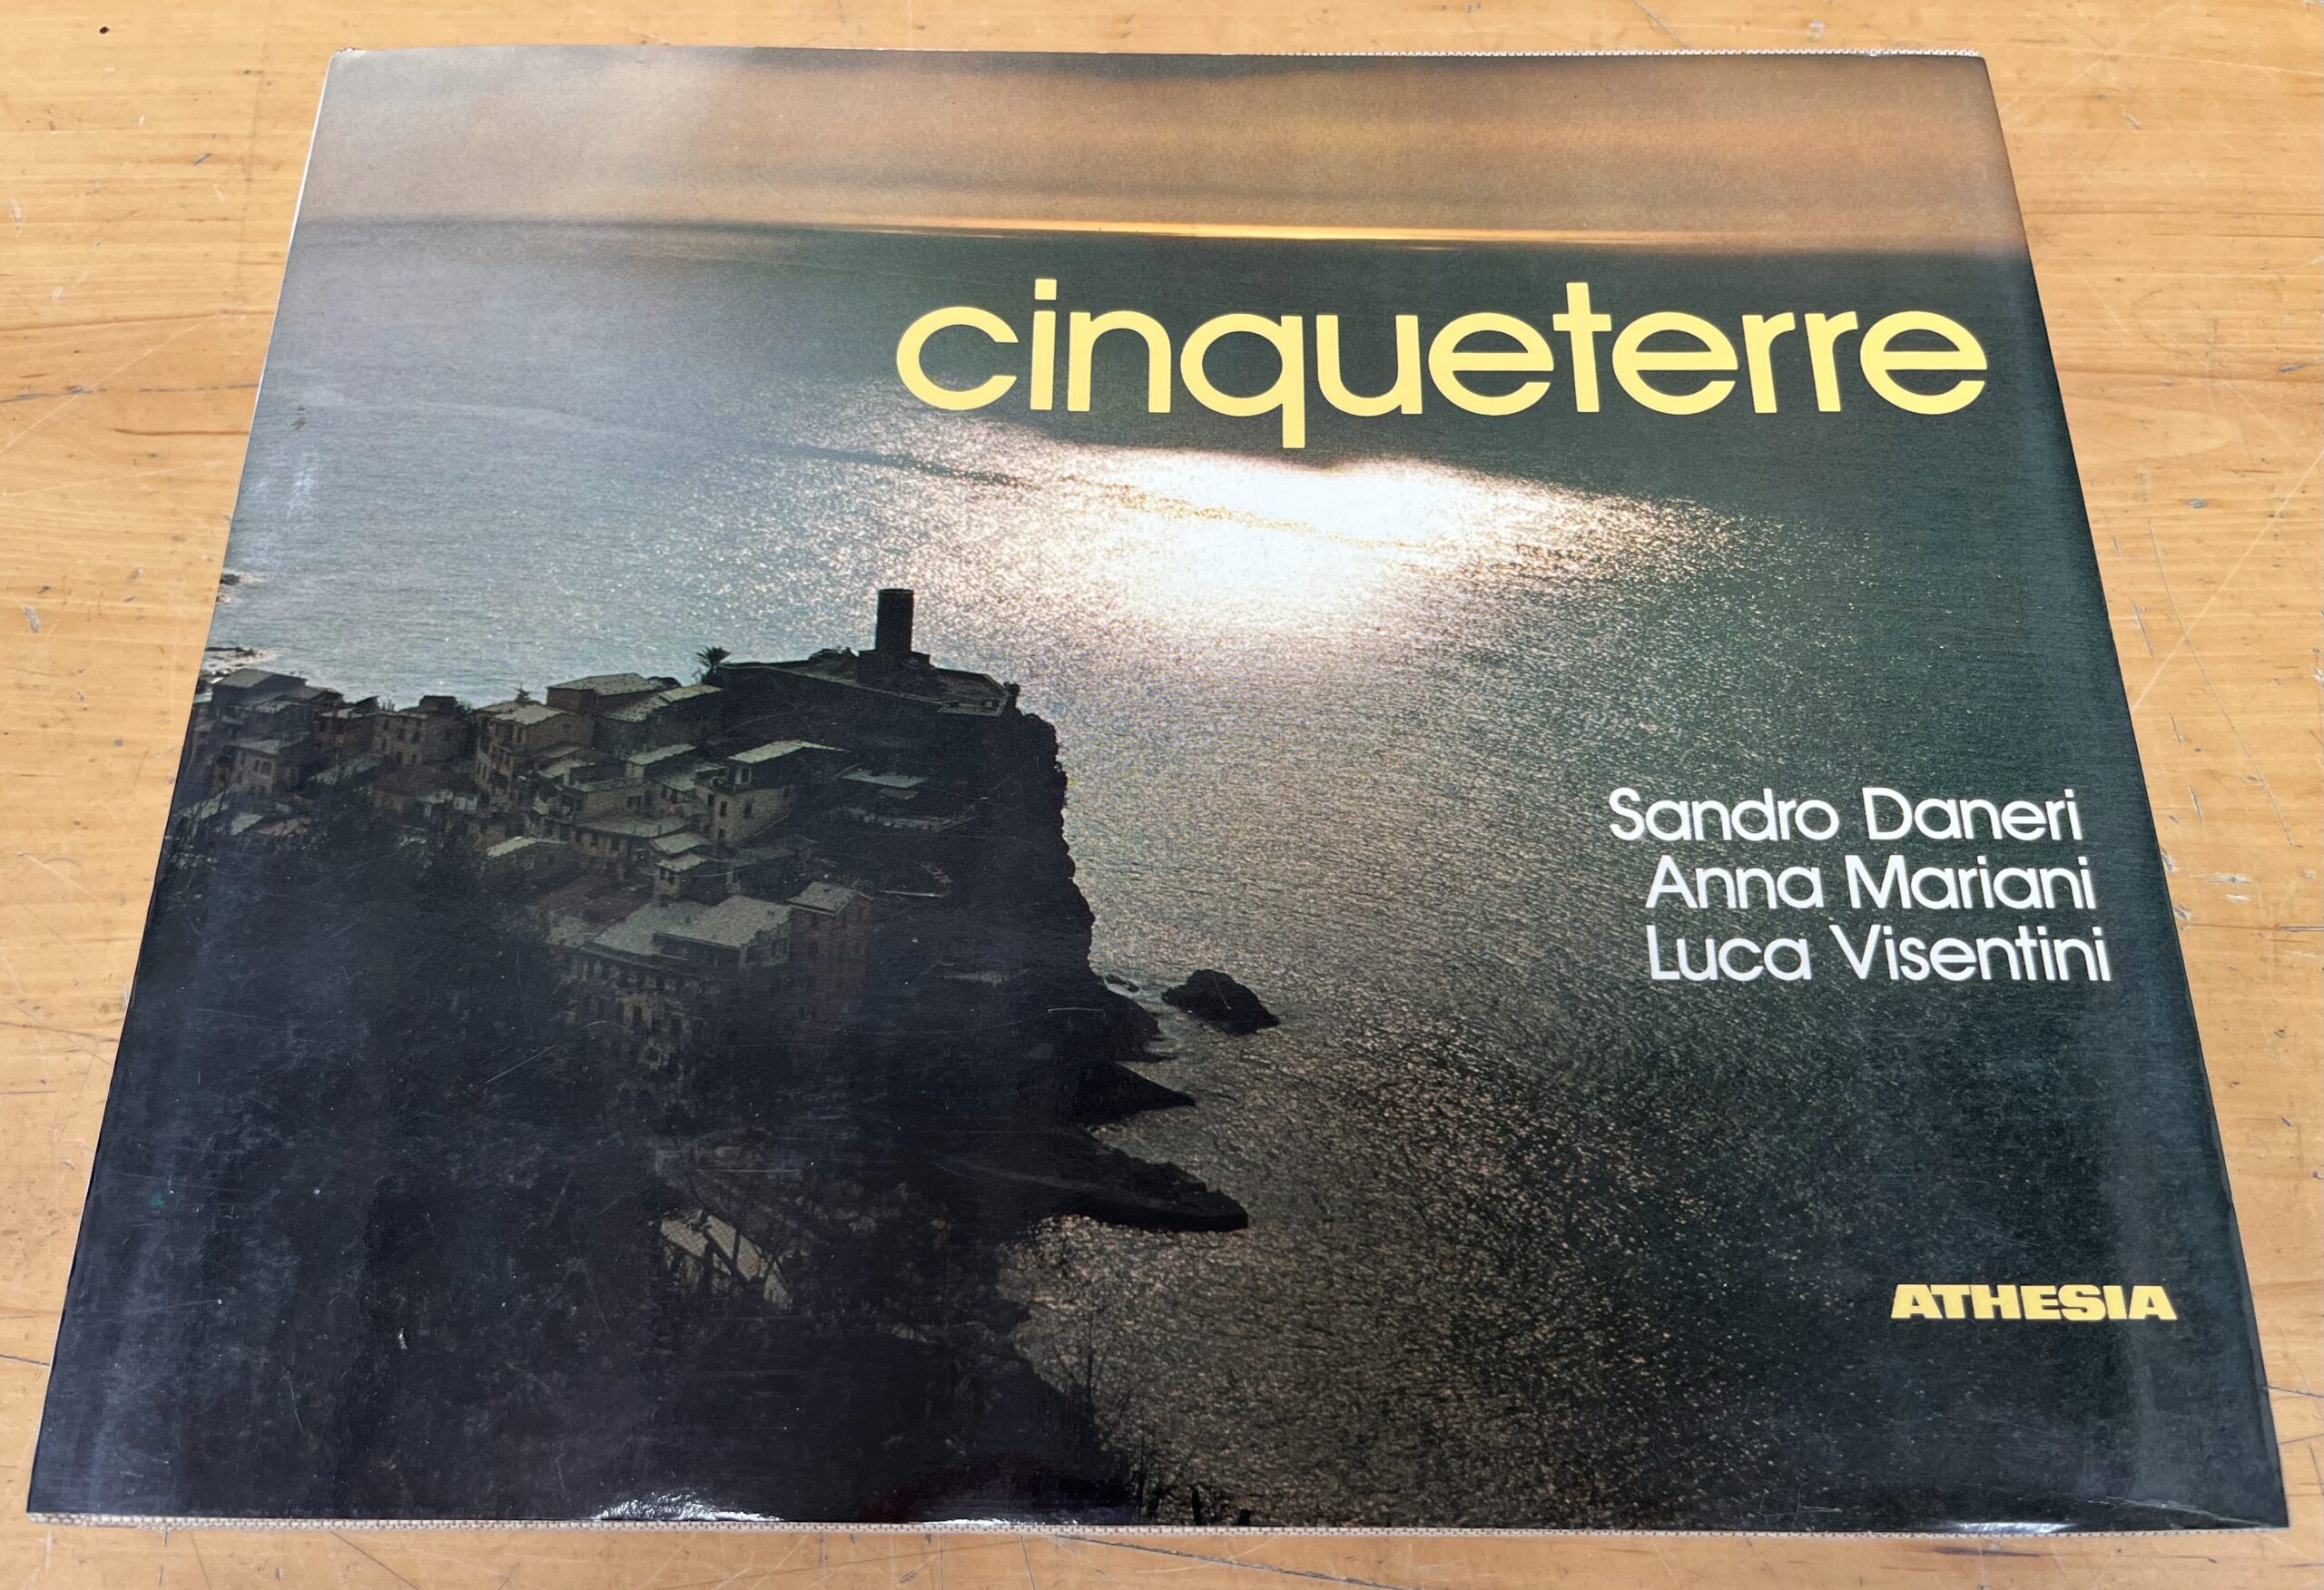 cinqueterre
Sandro Daneri
Anna Mariani
Luca Visentini
ATHESIA